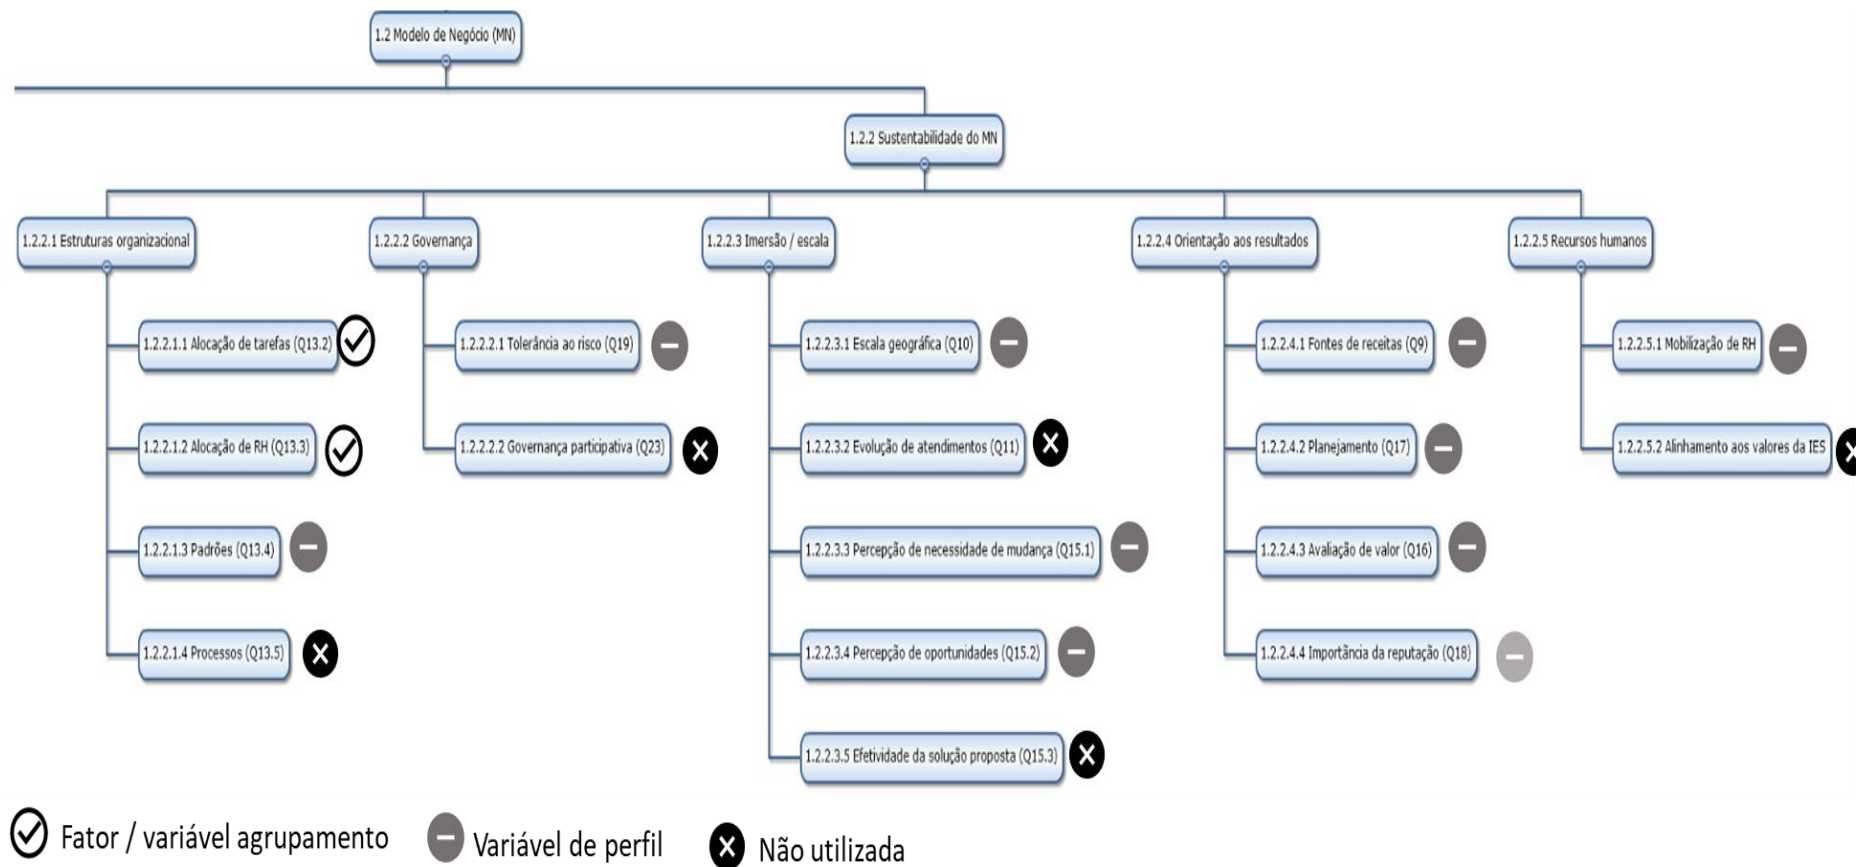 1.2 Modelo de Negócio (MN)
1.2.2 Sustentabilidade do MN
1.2.2.1 Estruturas organizacional
1.2.2.2 Governança
1.2.2.3 Imersão / escala
1.2.2.4 Orientação aos resultados
1.2.2.5 Recursos humanos
1.2.2.1.1 Alocação de tarefas (Q13.2)
1.2.2.2.1 Tolerância ao risco (Q19)
1.2.2.3.1 Escala geográfica (Q10)
1.2.2.4.1 Fontes de receitas (Q9)
1.2.2.5.1 Mobilização de RH
1.2.2.1.2 Alocação de RH (Q13.3)
1.2.2.2.2 Governança participativa (Q23)
1.2.2.3.2 Evolução de atendimentos (Q11)
1.2.2.4.2 Planejamento (Q17)
1.2.2.5.2 Alinhamento aos valores da IES
1.2.2.1.3 Padrões (Q13.4)
1.2.2.3.3 Percepção de necessidade de mudança (Q15.1)
1.2.2.4.3 Avaliação de valor (Q16)
1.2.2.1.4 Processos (Q13.5)
1.2.2.3.4 Percepção de oportunidades (Q15.2)
1.2.2.4.4 Importância da reputação (Q18)
1.2.2.3.5 Efetividade da solução proposta (Q15.3)
Fator / variável agrupamento
Variável de perfil
Não utilizada